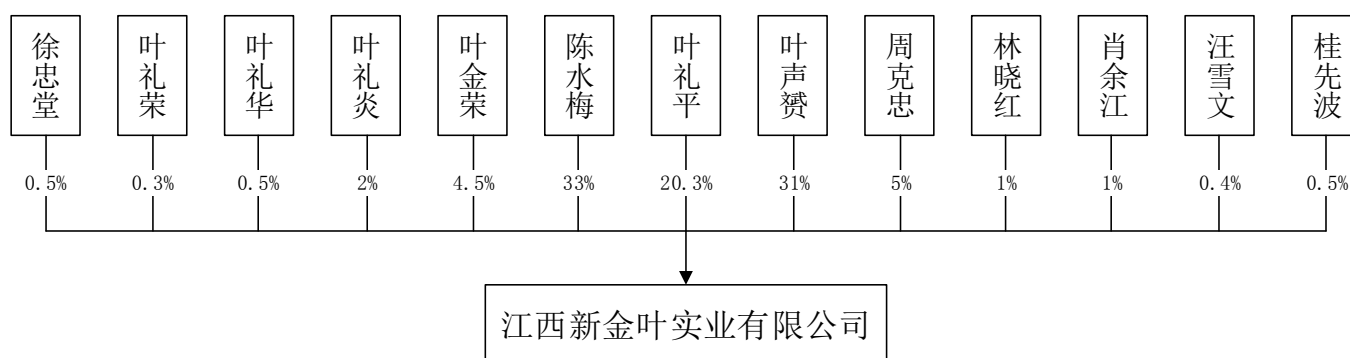 徐忠堂
叶礼荣
叶礼华
叶礼炎
叶金荣
陈水梅
叶礼平
叶声赟
周克忠
林晓红
肖余江
汪雪文
桂先波
0.5%
0.3%
0.5%
2%
4.5%
33%
20.3%
31%
5%
1%
1%
0.4%
0.5%
江西新金叶实业有限公司